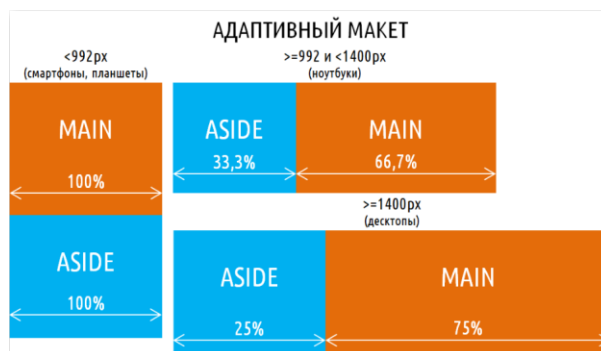 АДАПТИВНЫЙ МАКЕТ
<992px
(смартфоны, планшеты)
MAIN
100%
ASIDE
100%
>=992 и <1400px
(ноутбуки)
ASIDE
33,3%
MAIN
66,7%
>=1400px
(десктопы)
ASIDE
25%
MAIN
75%